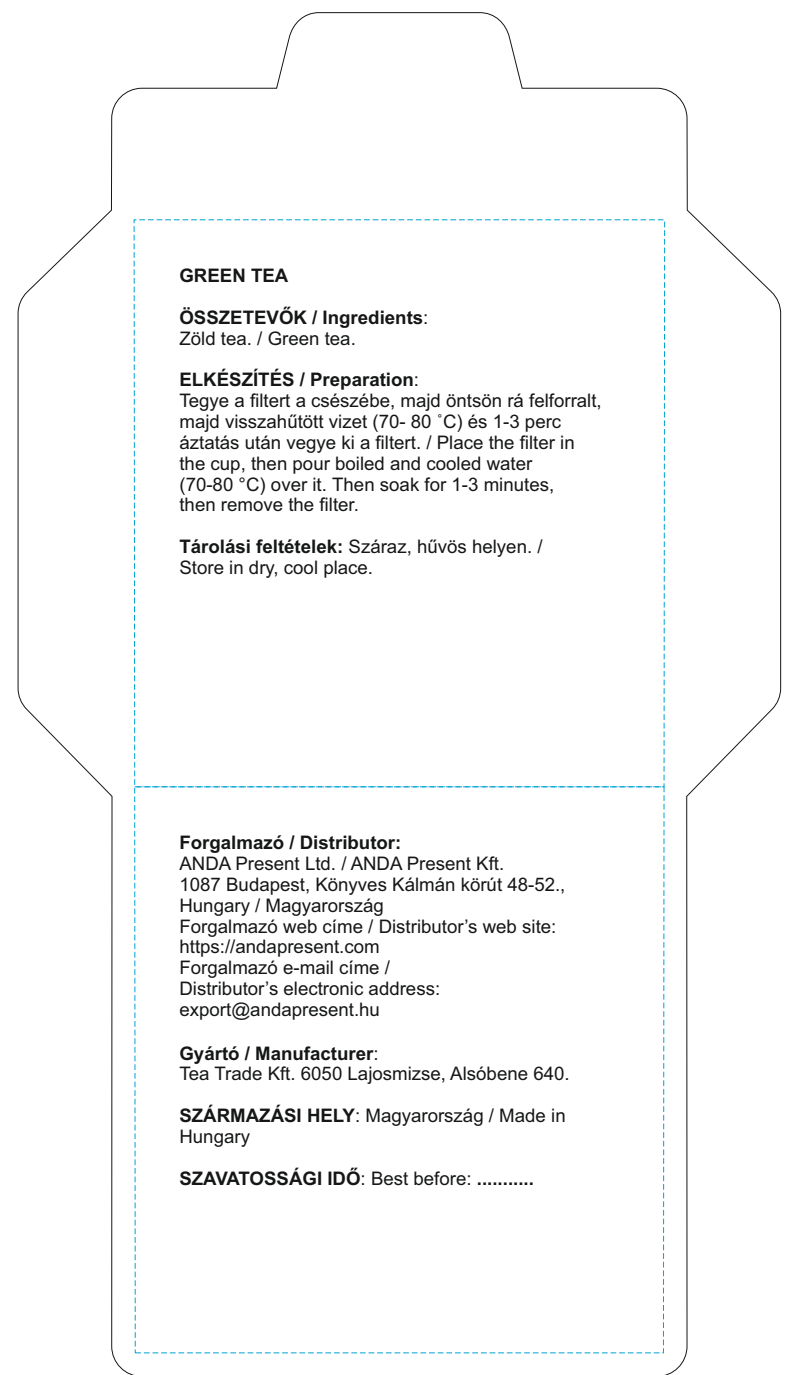 GREEN TEA
ÖSSZETEVŐK / Ingredients:
Zöld tea. / Green tea.
ELKÉSZÍTÉS / Preparation:
Tegye a filtert a csészébe, majd öntsön rá felforralt,
majd visszahűtött vizet (70- 80 ˚C) és 1-3 perc
áztatás után vegye ki a filtert. / Place the filter in
the cup, then pour boiled and cooled water
(70-80 °C) over it. Then soak for 1-3 minutes,
then remove the filter.
Tárolási feltételek: Száraz, hűvös helyen. /
Store in dry, cool place.
Forgalmazó / Distributor:
ANDA Present Ltd. / ANDA Present Kft.
1087 Budapest, Könyves Kálmán körút 48-52.,
Hungary / Magyarország
Forgalmazó web címe / Distributor’s web site:
https://andapresent.com
Forgalmazó e-mail címe /
Distributor’s electronic address:
export@andapresent.hu
Gyártó / Manufacturer:
Tea Trade Kft. 6050 Lajosmizse, Alsóbene 640.
SZÁRMAZÁSI HELY: Magyarország / Made in
Hungary
SZAVATOSSÁGI IDŐ: Best before: ...........